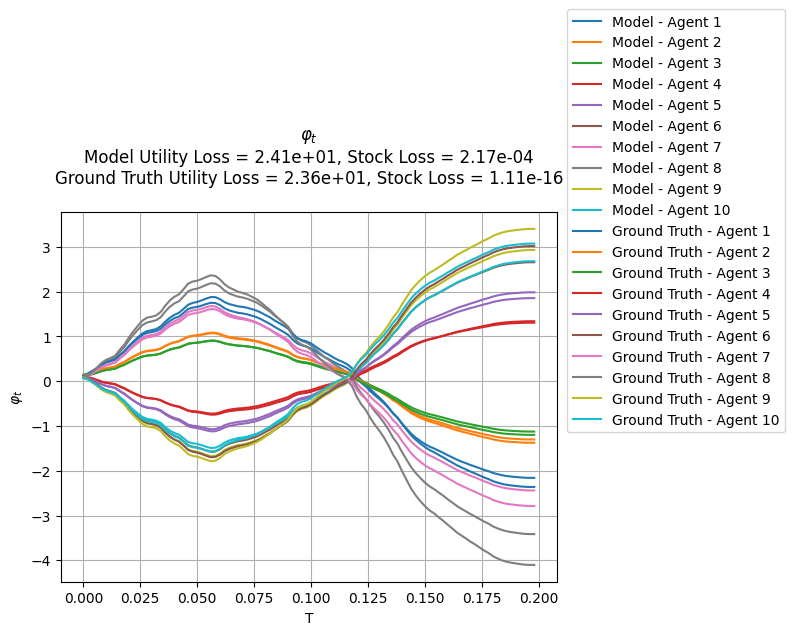 φt
Model Utility Loss = 2.41e+01, Stock Loss = 2.17e-04
Ground Truth Utility Loss = 2.36e+01, Stock Loss = 1.11e-16
Model - Agent 1
Model - Agent 2
Model - Agent 3
Model - Agent 4
Model - Agent 5
Model - Agent 6
Model - Agent 7
Model - Agent 8
Model - Agent 9
Model - Agent 10
Ground Truth - Agent 1
Ground Truth - Agent 2
Ground Truth - Agent 3
Ground Truth - Agent 4
Ground Truth - Agent 5
Ground Truth - Agent 6
Ground Truth - Agent 7
Ground Truth - Agent 8
Ground Truth - Agent 9
Ground Truth - Agent 10
φt
3
2
1
0
−1
−2
−3
−4
0.000 0.025 0.050 0.075 0.100 0.125 0.150 0.175 0.200
T